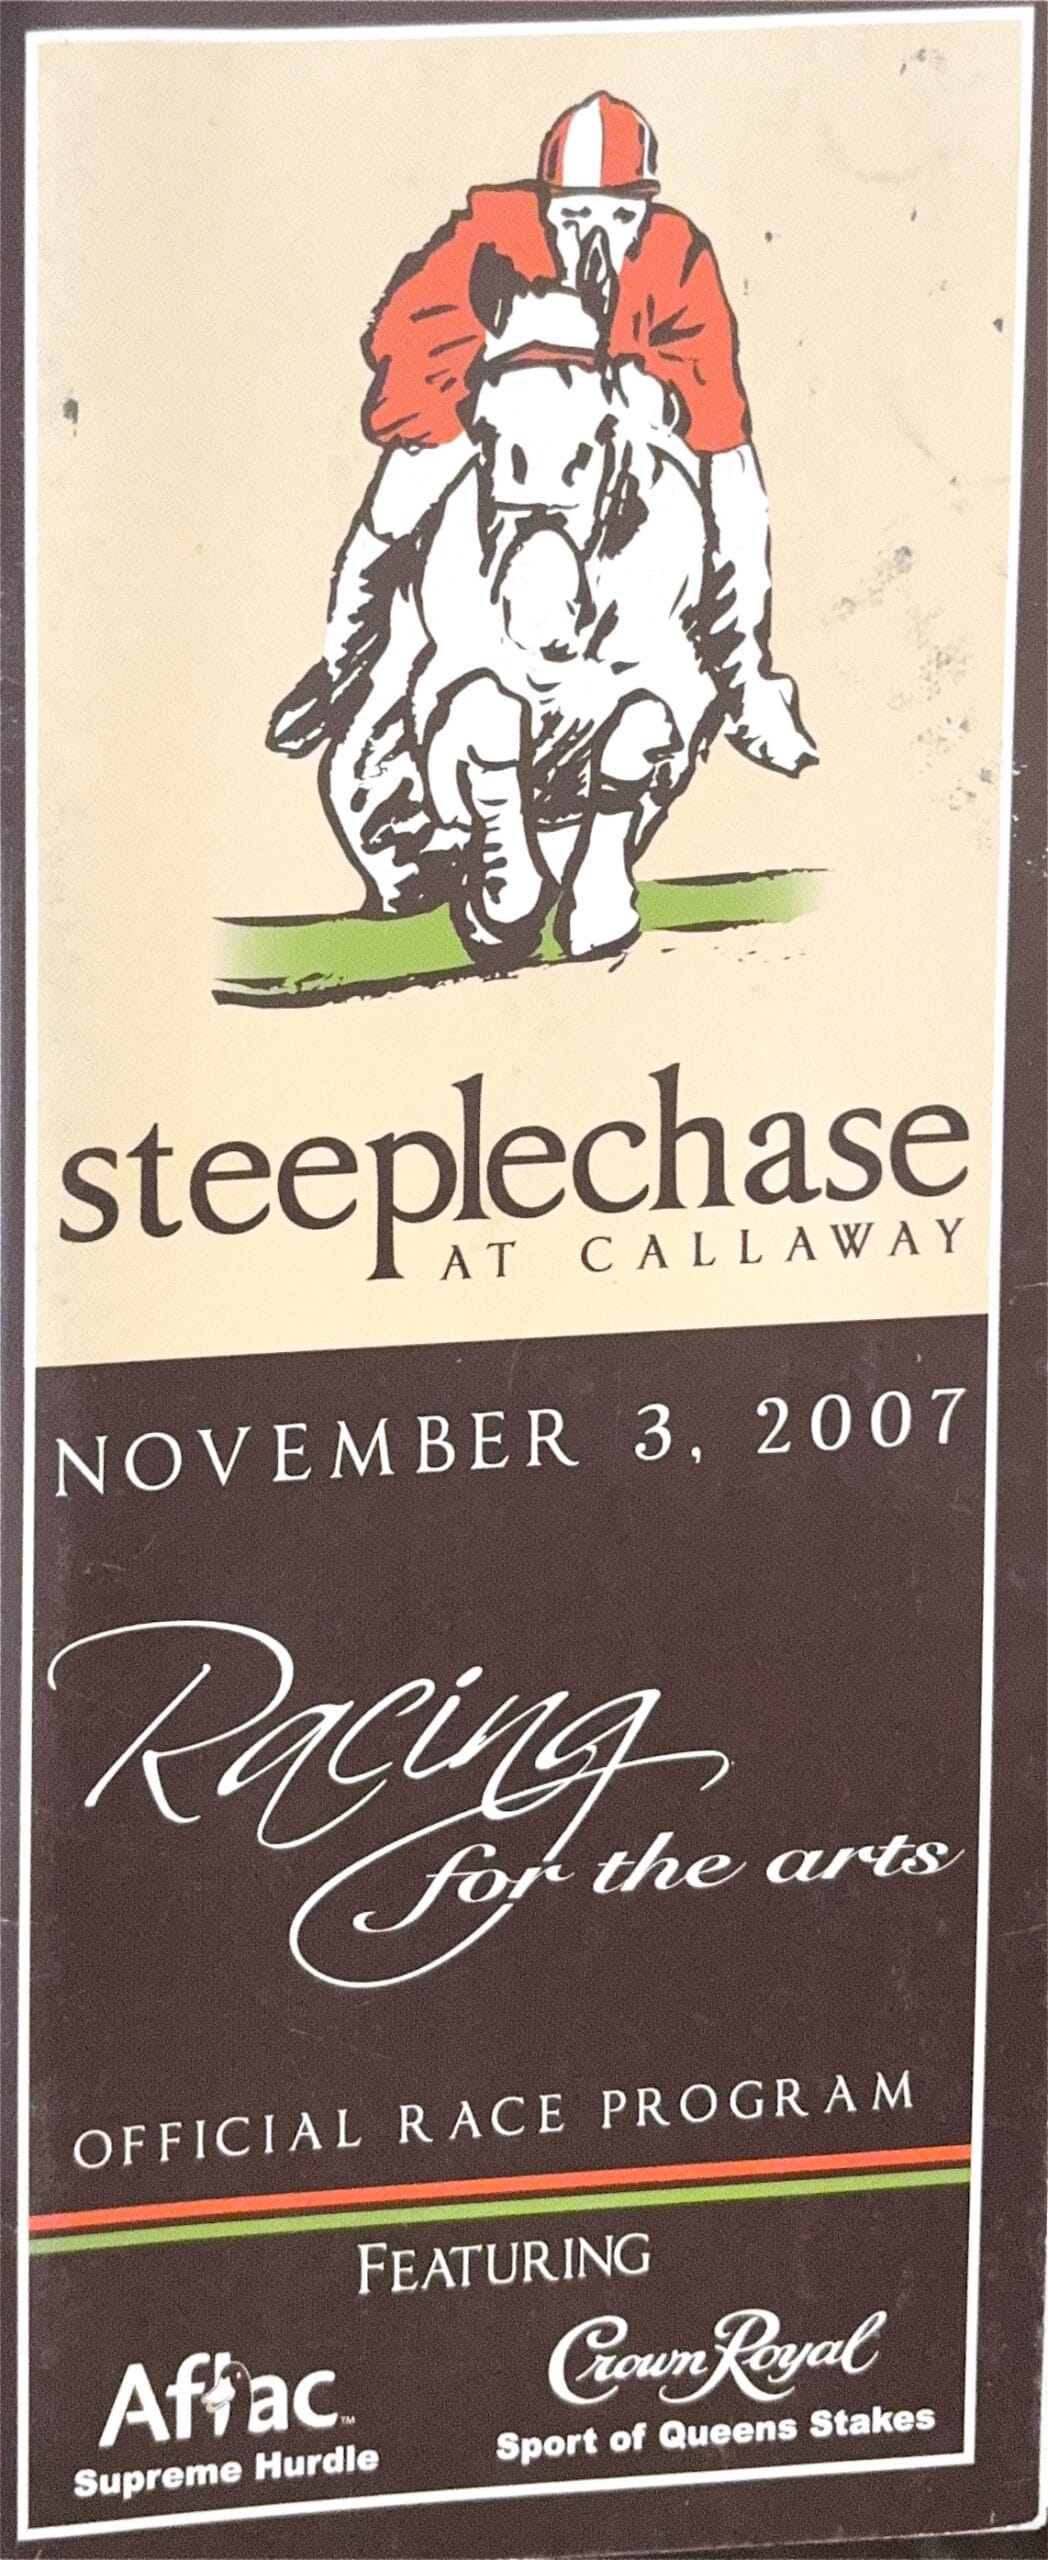 steeplechase
AT CALLAWAY
NOVEMBER 3, 2007
Racing
for the arts
OFFICIAL RACE PROGRAM
FEATURING
Aflac™
Supreme Hurdle
Crown Royal
Sport of Queens Stakes